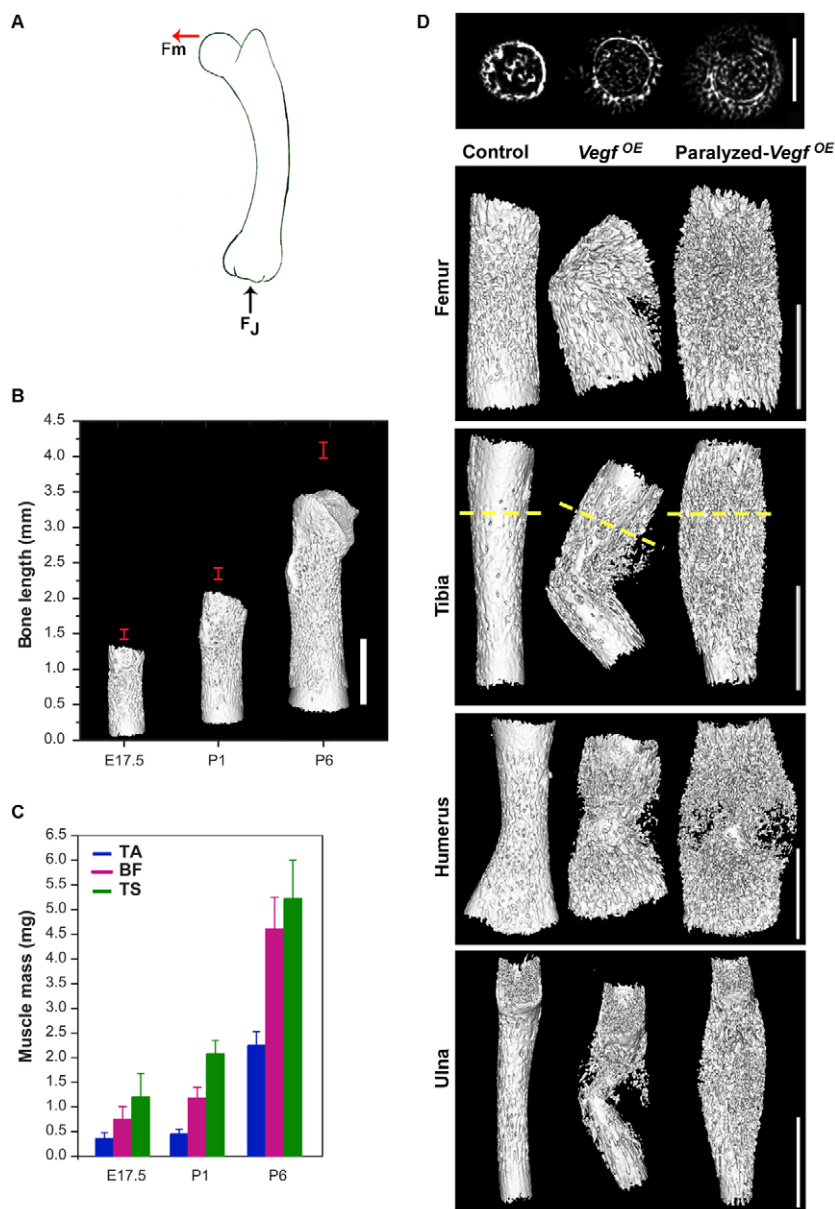 A
Fm
FJ
B
Bone length (mm)
4.5
4.0
3.5
3.0
2.5
2.0
1.5
1.0
0.5
0.0
E17.5 P1 P6
C
Muscle mass (mg)
6.5
6.0
5.5
5.0
4.5
4.0
3.5
3.0
2.5
2.0
1.5
1.0
0.5
0.0
TA
BF
TS
E17.5 P1 P6
D
Control Vegf OE Paralyzed-Vegf OE
Femur
Tibia
Humerus
Ulna